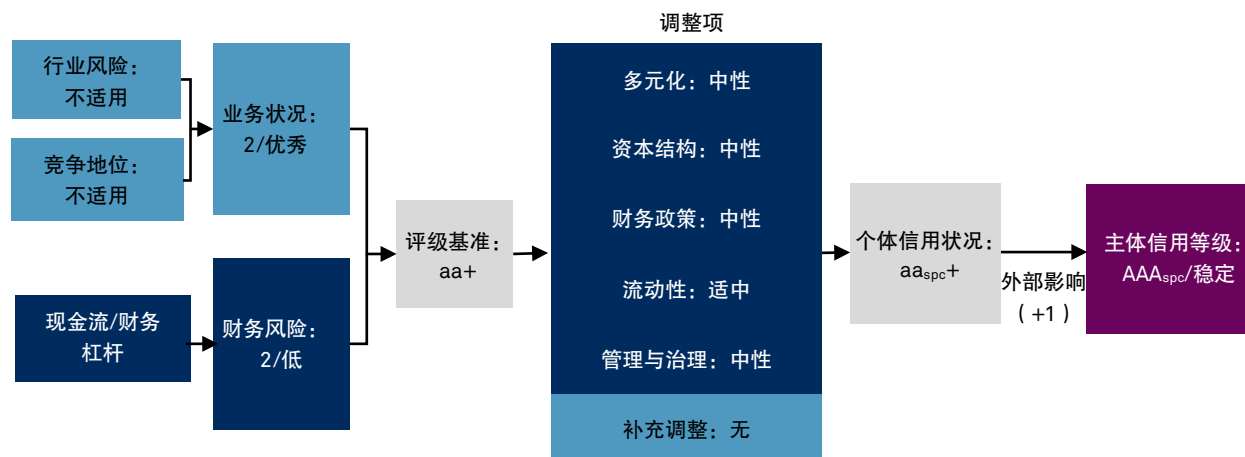 行业风险：
不适用
竞争地位：
不适用
业务状况：
2/优秀
现金流/财务
杠杆
财务风险：
2/低
评级基准：
aa+
调整项
多元化：中性
资本结构：中性
财务政策：中性
流动性：适中
管理与治理：中性
补充调整：无
个体信用状况：
aaspc+
外部影响
（+1）
主体信用等级：
AAAspc/稳定